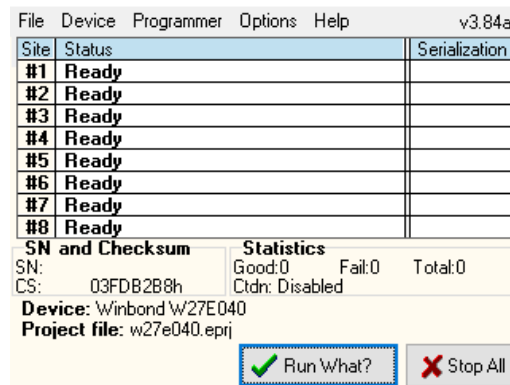 File Device Programmer Options Help v3.84a
Site Status Serialization
#1 Ready
#2 Ready
#3 Ready
#4 Ready
#5 Ready
#6 Ready
#7 Ready
#8 Ready
SN and Checksum Statistics
SN: Good:0 Fail:0 Total:0
CS: 03FDB2B8h Ctdn: Disabled
Device: Winbond W27E040
Project file: w27e040.eprj
Run What? Stop All